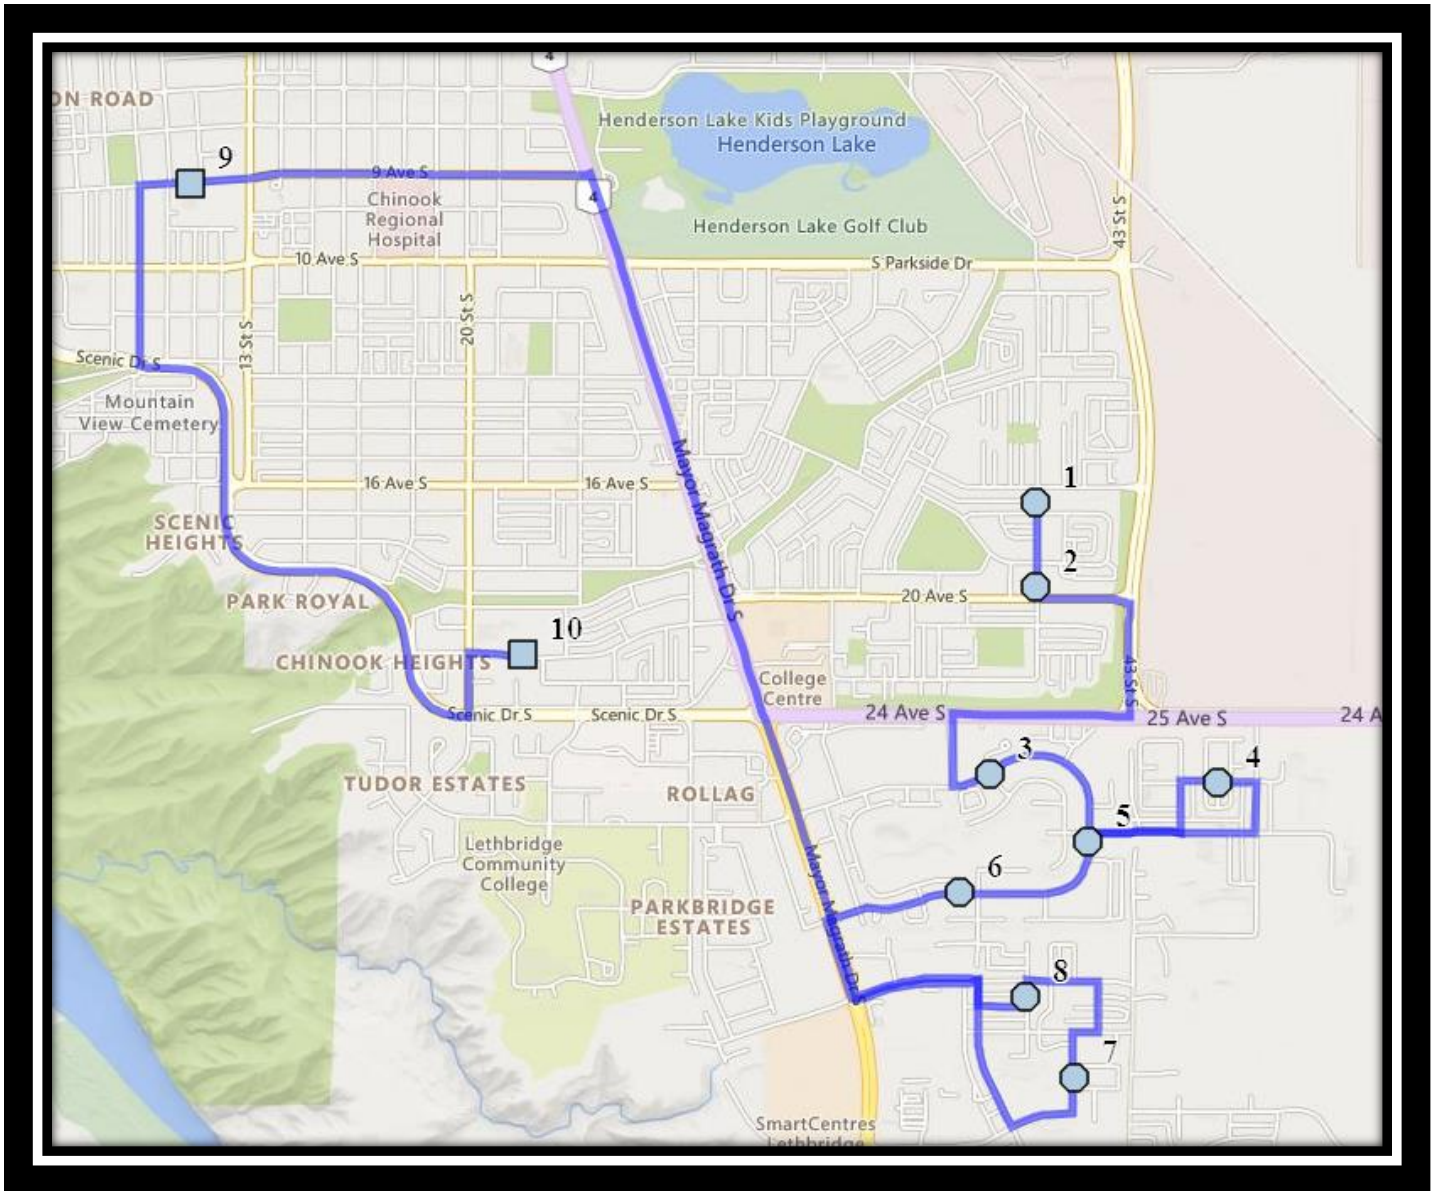 4
ON ROAD
Henderson Lake Kids Playground
Henderson Lake
9
9 Ave S
Chinook
Regional
Hospital
4
Henderson Lake Golf Club
43 St S
10 Ave S
S Parkside Dr
20 St S
13 St S
Scenic Dr S
Mountain
View Cemetery
Mayor Magrath Dr S
1
16 Ave S
16 Ave S
SCENIC
HEIGHTS
2
20 Ave S
PARK ROYAL
10
CHINOOK HEIGHTS
43 St S
College
Centre
Scenic Dr S
Scenic Dr S
24 Ave S
25 Ave S
24 A
3
4
TUDOR ESTATES
ROLLAG
5
Lethbridge
Community
College
Mayor Magrath Dr S
6
PARKBRIDGE
ESTATES
8
7
SmartCentres
Lethbridge